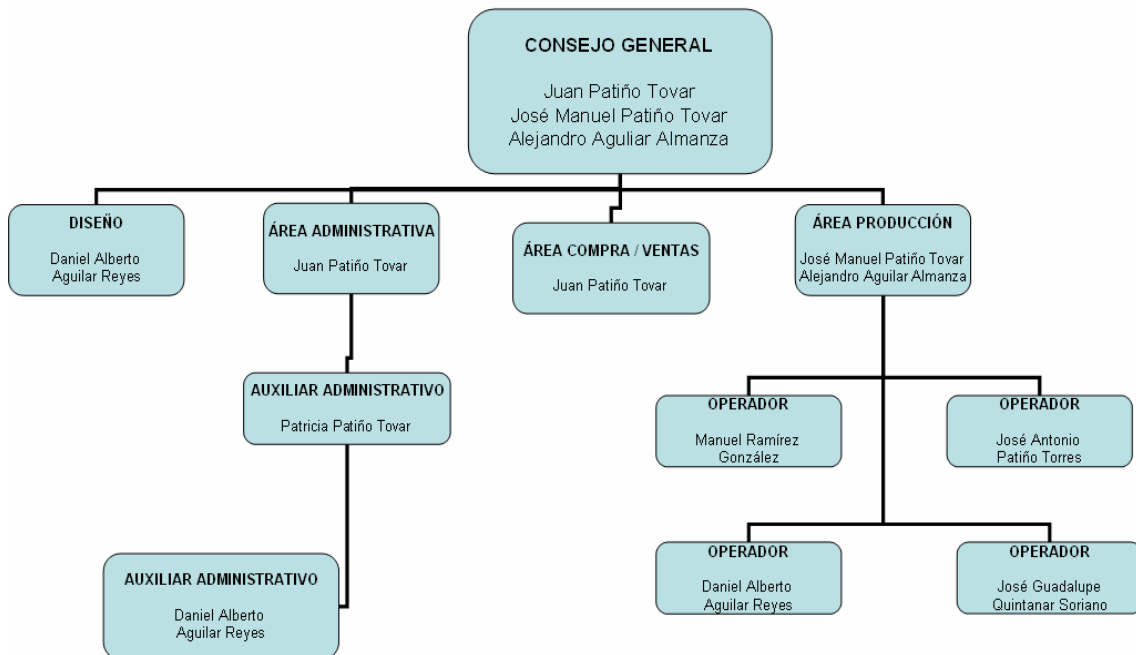 CONSEJO GENERAL
Juan Patiño Tovar
José Manuel Patiño Tovar
Alejandro Aguliar Almanza
DISEÑO
Daniel Alberto
Aguilar Reyes
ÁREA ADMINISTRATIVA
Juan Patiño Tovar
ÁREA COMPRA / VENTAS
Juan Patiño Tovar
ÁREA PRODUCCIÓN
José Manuel Patiño Tovar
Alejandro Aguilar Almanza
AUXILIAR ADMINISTRATIVO
Patricia Patiño Tovar
OPERADOR
Manuel Ramírez
González
OPERADOR
José Antonio
Patiño Torres
AUXILIAR ADMINISTRATIVO
Daniel Alberto
Aguilar Reyes
OPERADOR
Daniel Alberto
Aguilar Reyes
OPERADOR
José Guadalupe
Quintanar Soriano